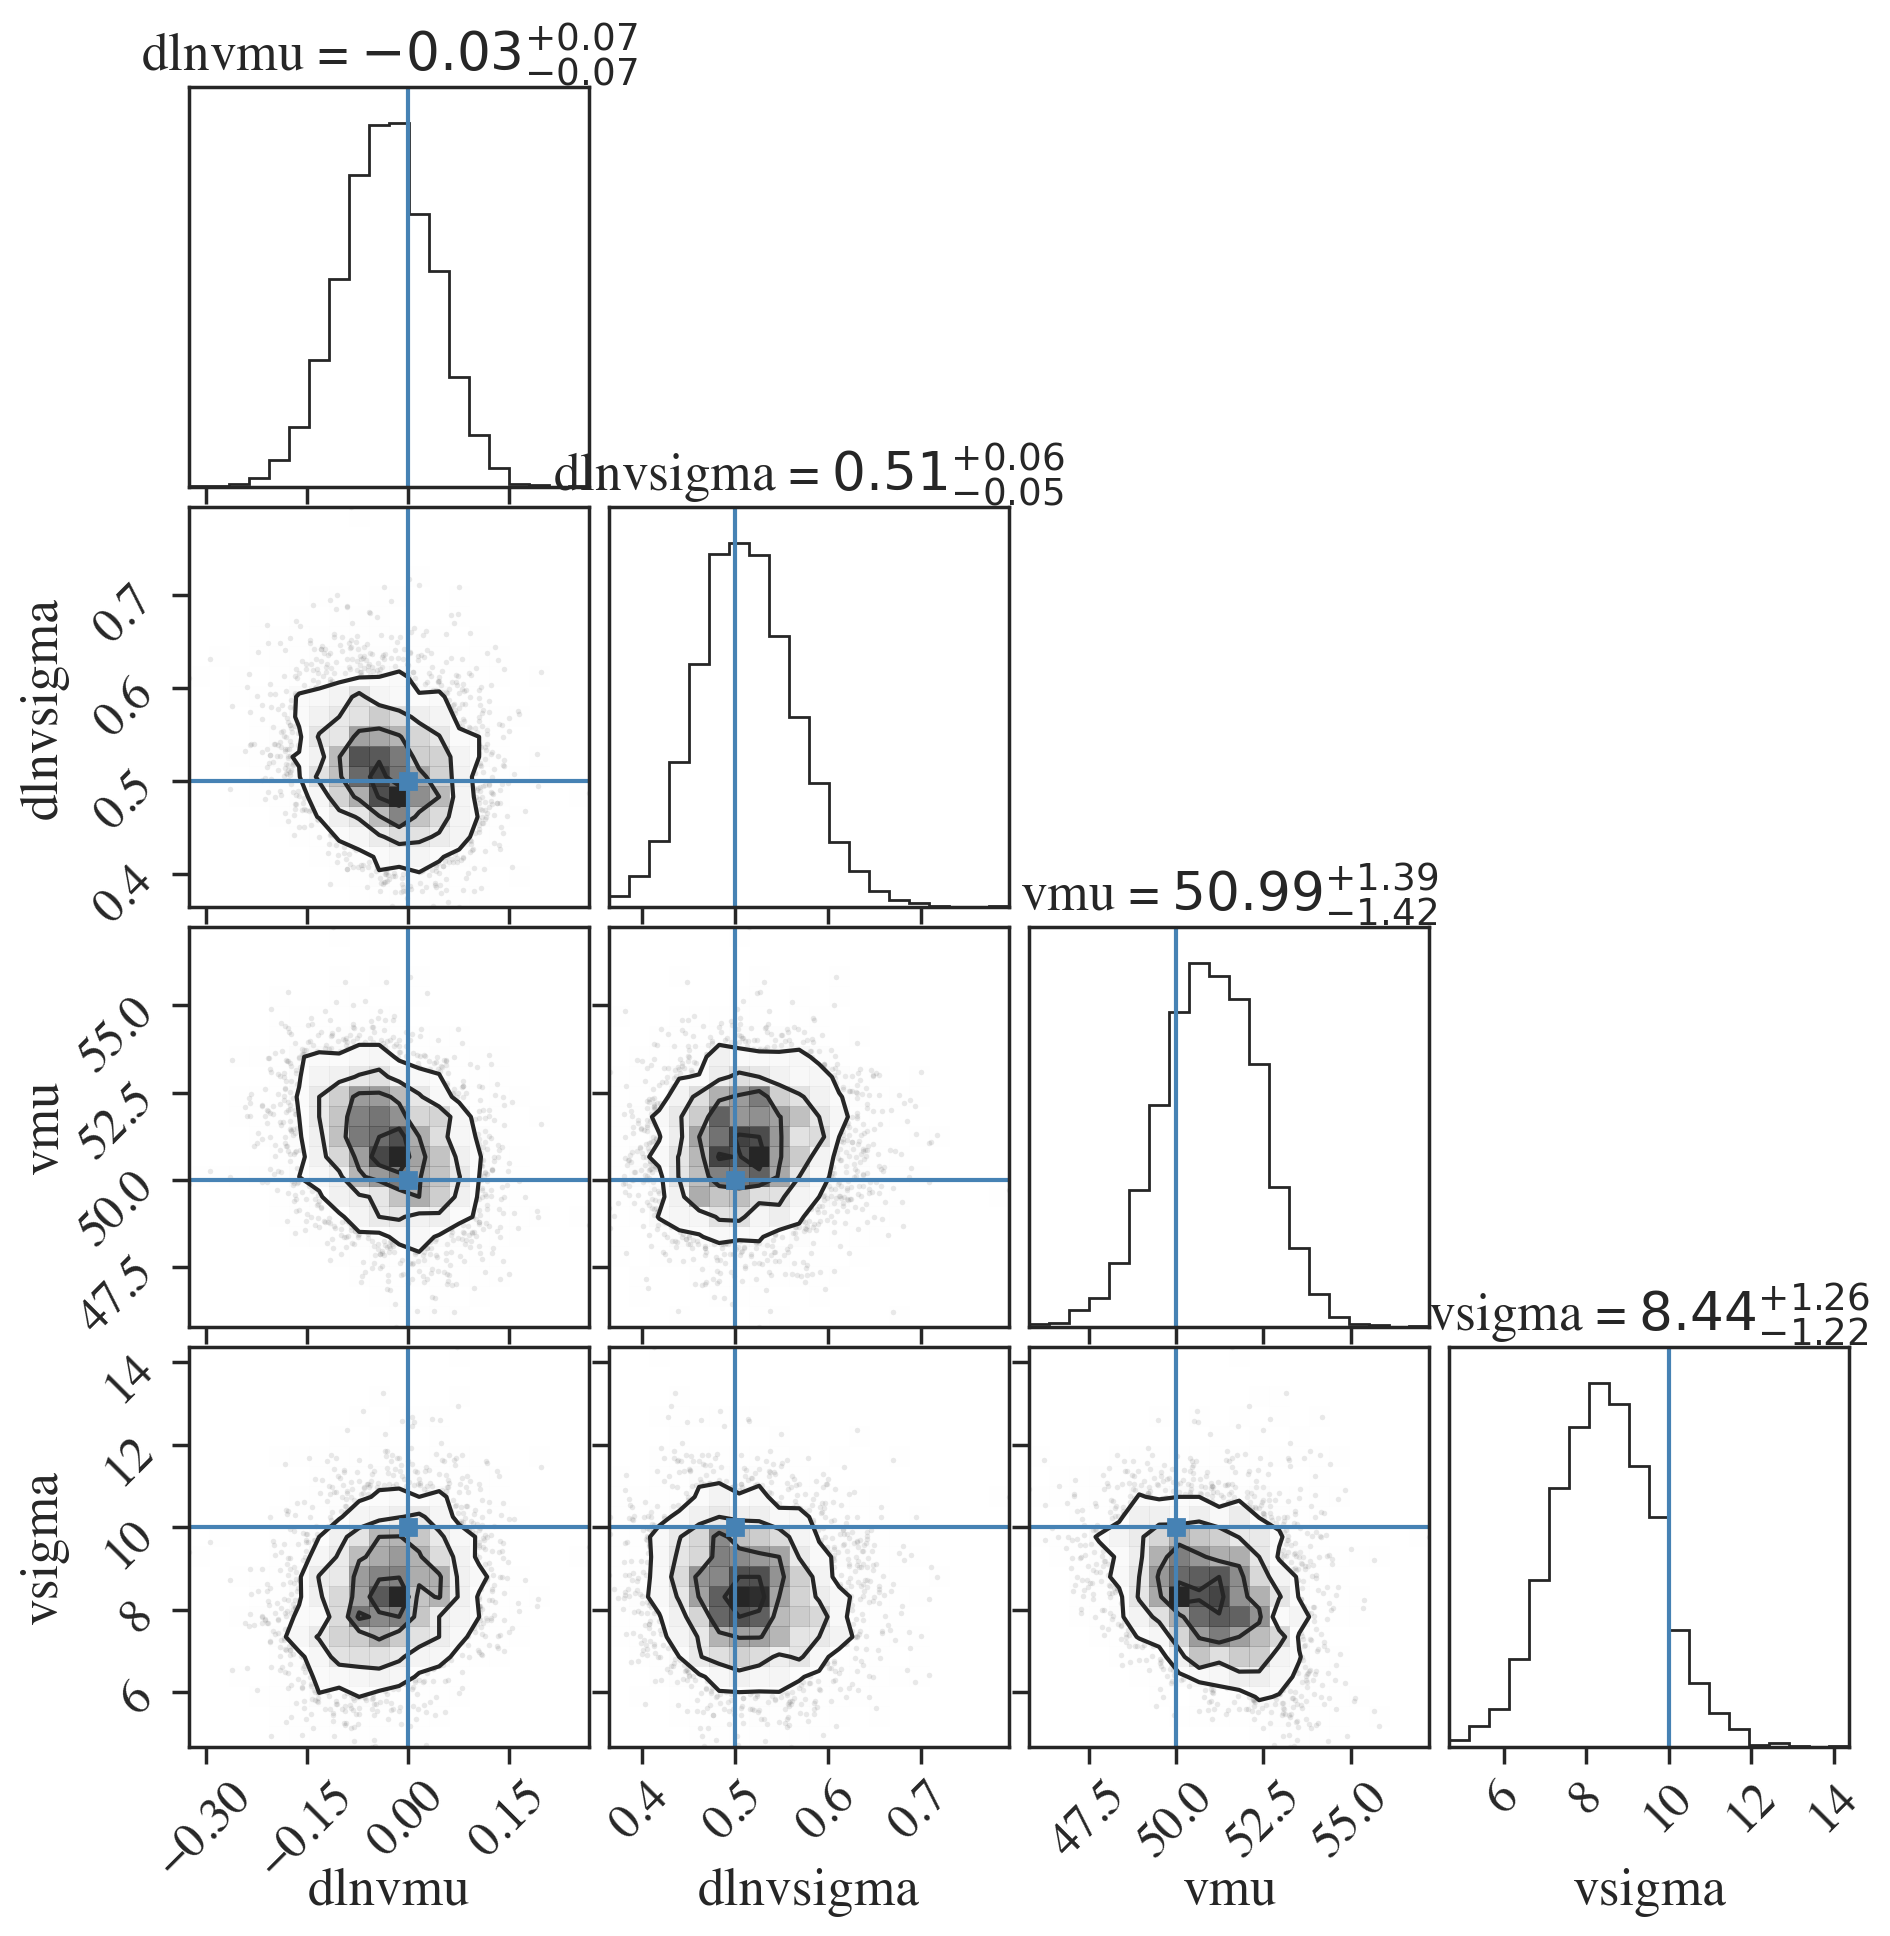 dlnvmu = −0.03 +0.07 −0.07
dlnvsigma = 0.51 +0.06 −0.05
0.7
0.6
0.5
0.4
dlnvsigma
vmu = 50.99 +1.39 −1.42
55.0
52.5
50.0
47.5
vmu
vsigma = 8.44 +1.26 −1.22
14
12
10
8
6
vsigma
−0.30 −0.15 0.00 0.15 0.4 0.5 0.6 0.7 47.5 50.0 52.5 55.0 6 8 10 12 14
dlnvmu dlnvsigma vmu vsigma